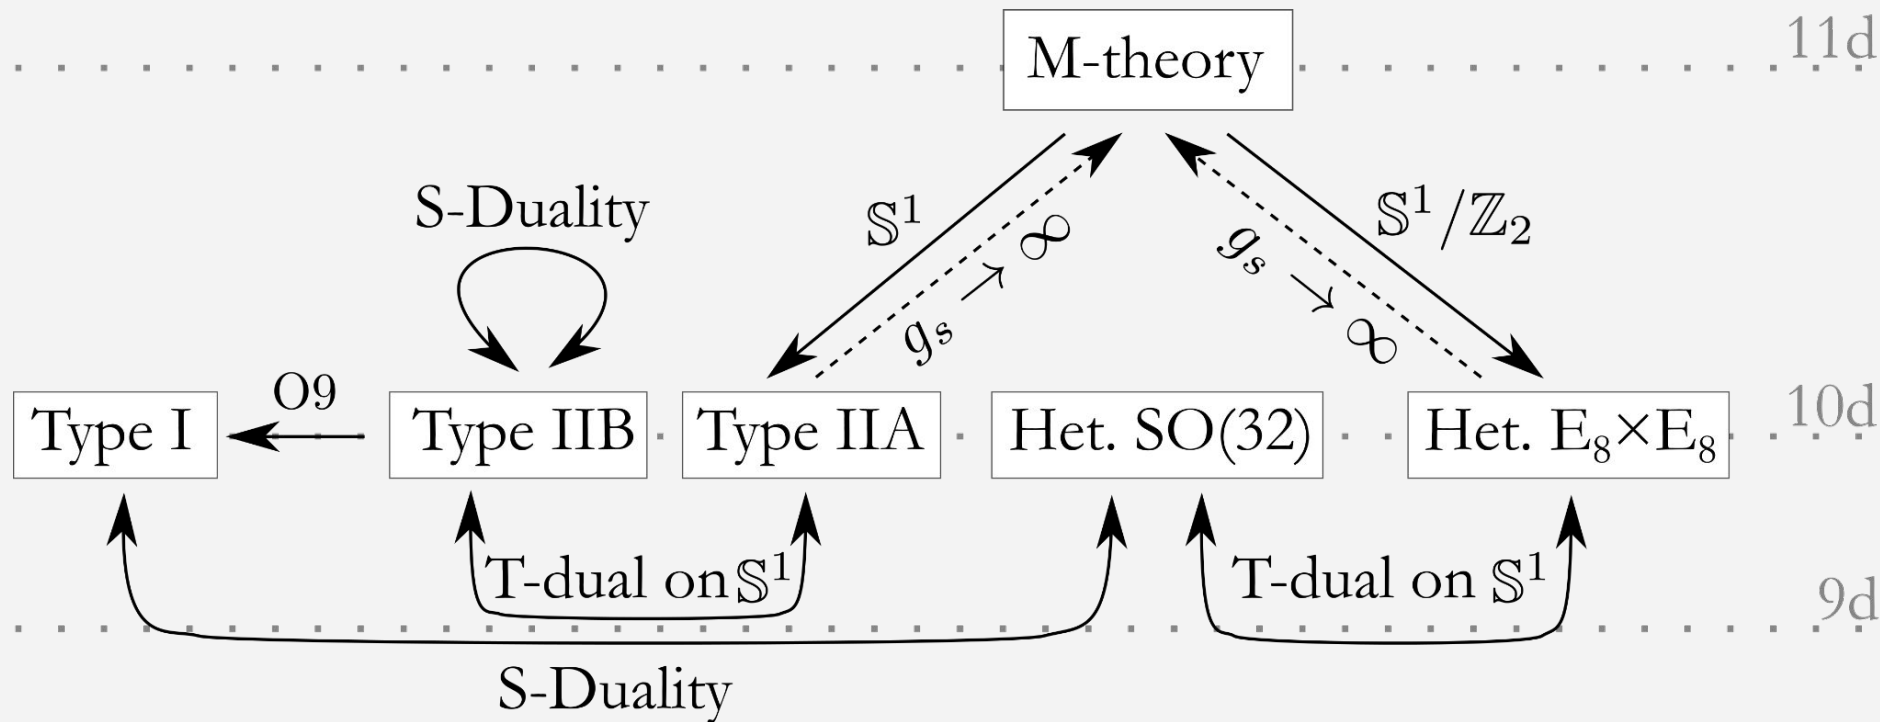 M-theory
11d
S-Duality
𝕊¹
g_s → ∞
g_s → ∞
𝕊¹/ℤ₂
Type I
O9
Type IIB
Type IIA
Het. SO(32)
Het. E₈×E₈
10d
T-dual on 𝕊¹
T-dual on 𝕊¹
9d
S-Duality